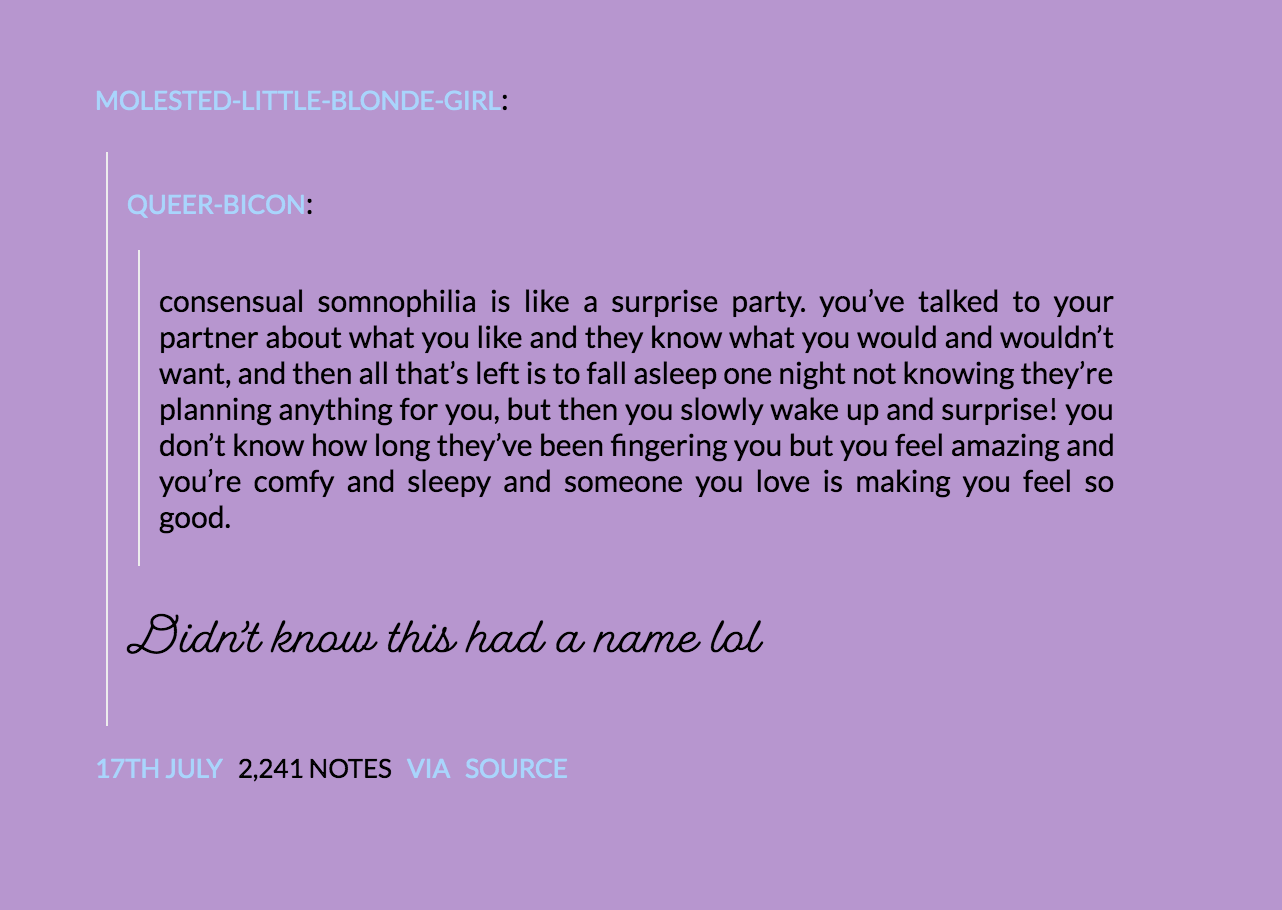 MOLESTED-LITTLE-BLONDE-GIRL:
QUEER-BICON:
consensual somnophilia is like a surprise party. you’ve talked to your
partner about what you like and they know what you would and wouldn’t
want, and then all that’s left is to fall asleep one night not knowing they’re
planning anything for you, but then you slowly wake up and surprise! you
don’t know how long they’ve been fingering you but you feel amazing and
you’re comfy and sleepy and someone you love is making you feel so
good.
Didn’t know this had a name lol
17TH JULY 2,241 NOTES VIA SOURCE